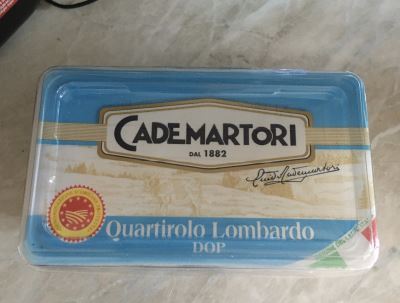 CADEMARTORI
DAL 1882
Quartirolo Lombardo
DOP